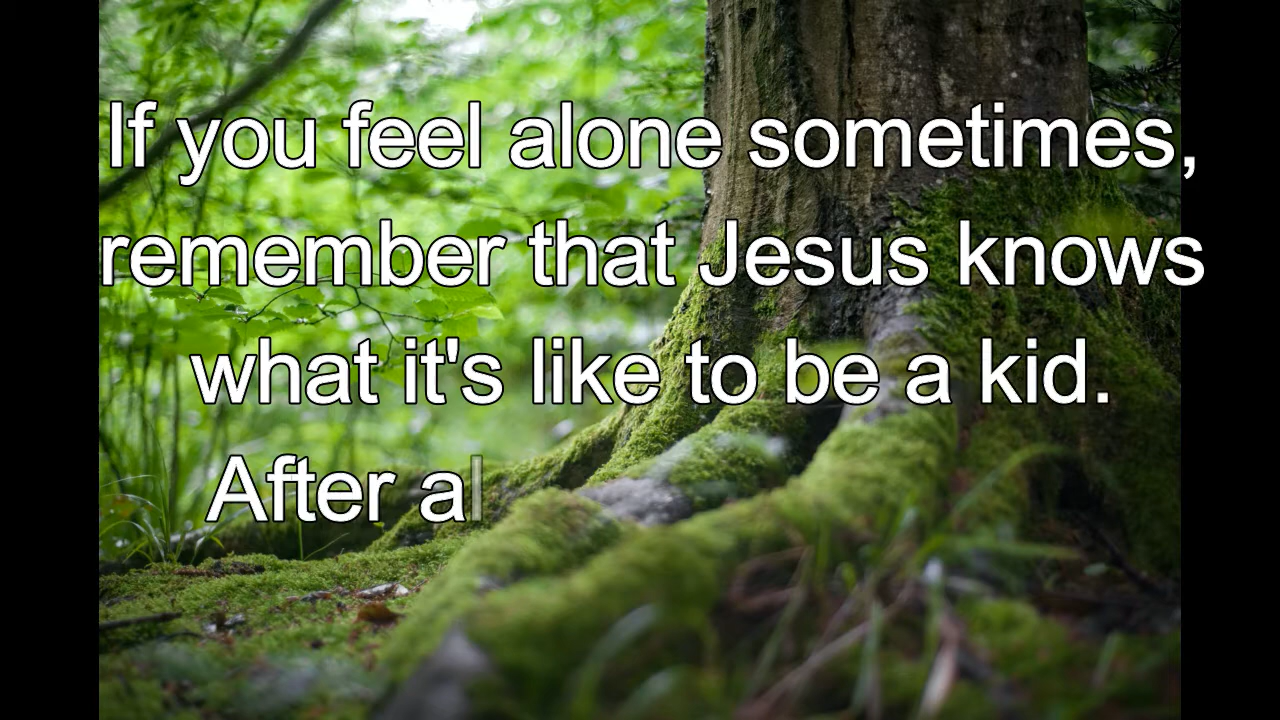 If you feel alone sometimes,
remember that Jesus knows
what it's like to be a kid.
After al